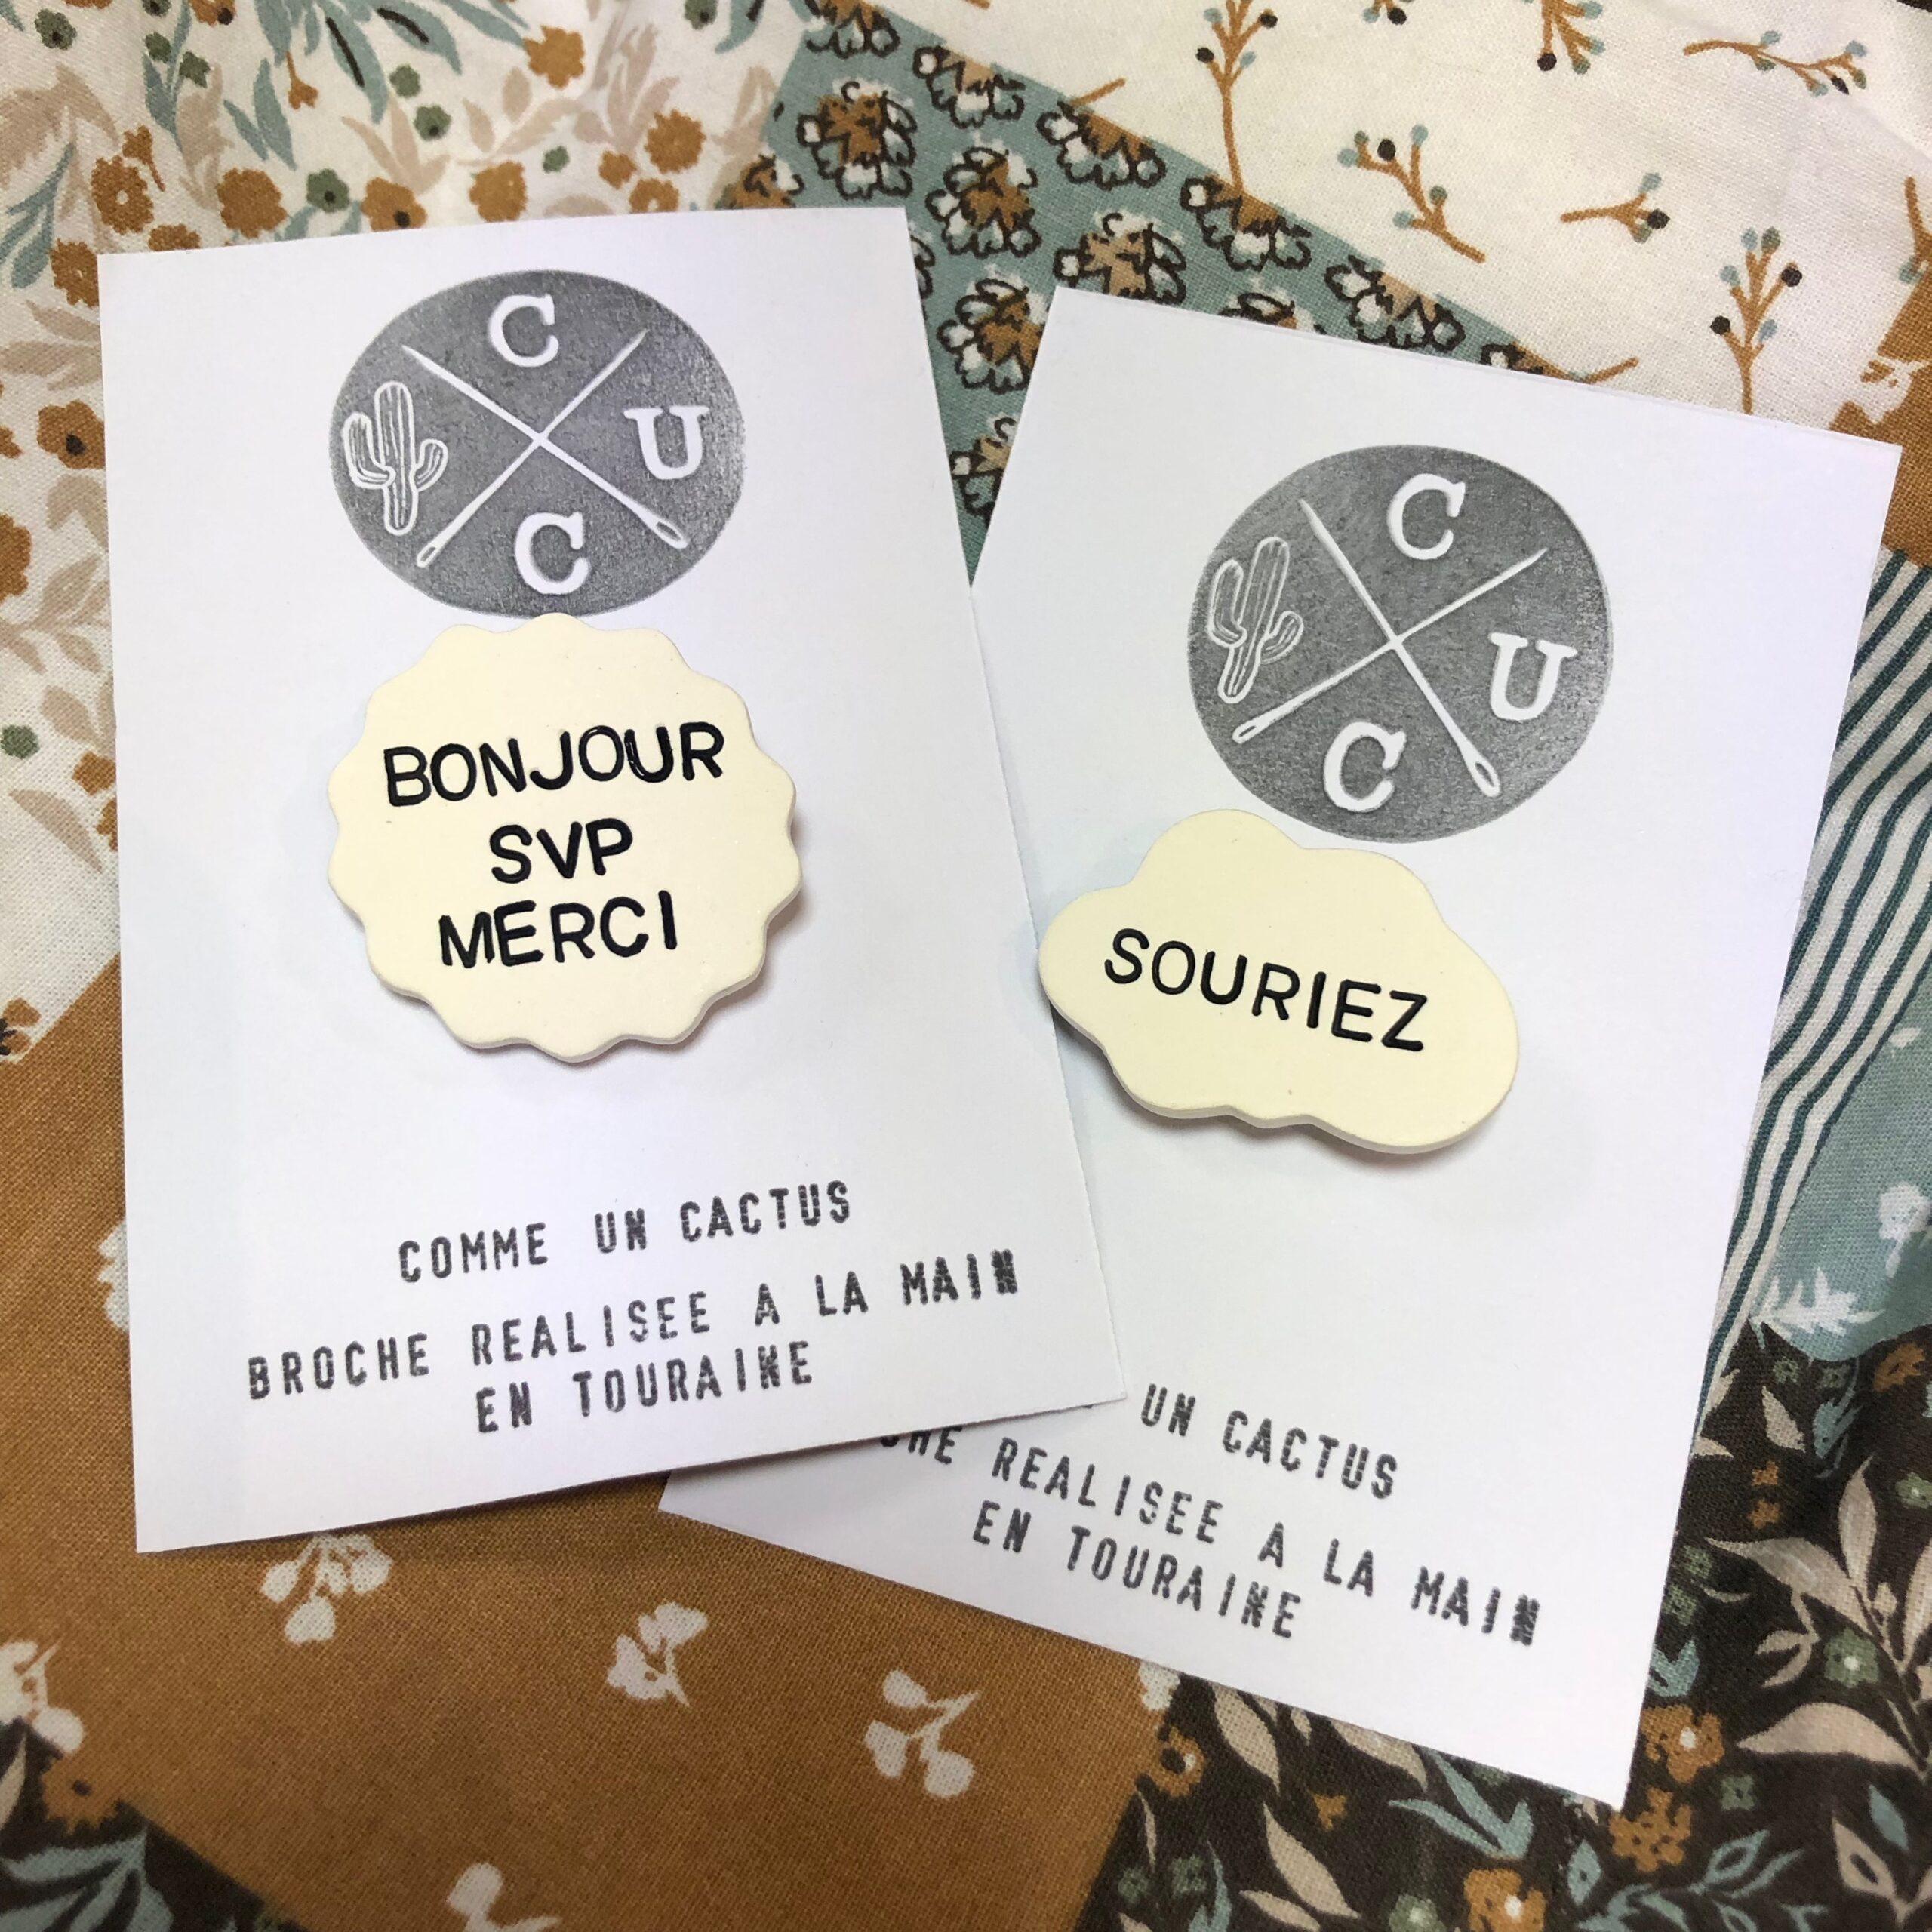 C
U
C
BONJOUR
SVP
MERCI
COMME UN CACTUS
BROCHE REALISEE A LA MAIN
EN TOURAINE
C
U
C
SOURIEZ
UN CACTUS
REALISEE A LA MAIN
EN TOURAINE